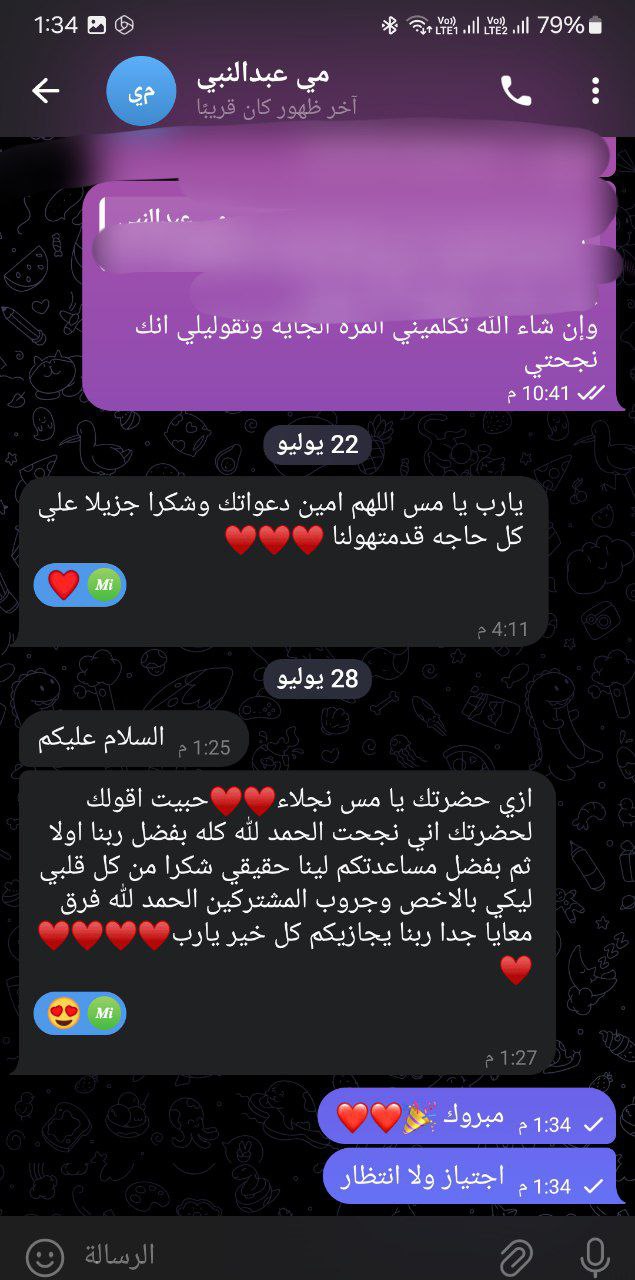 1:34 79%
Vo) LTE1 Vo) LTE2
مي
مي عبدالنبي
آخر ظهور كان قريبًا
عبدالنبي
وإن شاء الله تكلميني المره الجايه وتقوليلي انك
نجحتي
10:41 م
22 يوليو
يارب يا مس اللهم امين دعواتك وشكرا جزيلا علي
كل حاجه قدمتهولنا ♥️♥️♥️
❤️ Mi
4:11 م
28 يوليو
السلام عليكم 1:25 م
ازي حضرتك يا مس نجلاء♥️♥️حبيت اقولك
لحضرتك اني نجحت الحمد لله كله بفضل ربنا اولا
ثم بفضل مساعدتكم لينا حقيقي شكرا من كل قلبي
ليكي بالاخص وجروب المشتركين الحمد لله فرق
معايا جدا ربنا يجازيكم كل خير يارب♥️♥️♥️♥️
♥️
😍 Mi
1:27 م
مبروك 🎉❤️❤️ 1:34 م
اجتياز ولا انتظار 1:34 م
الرسالة